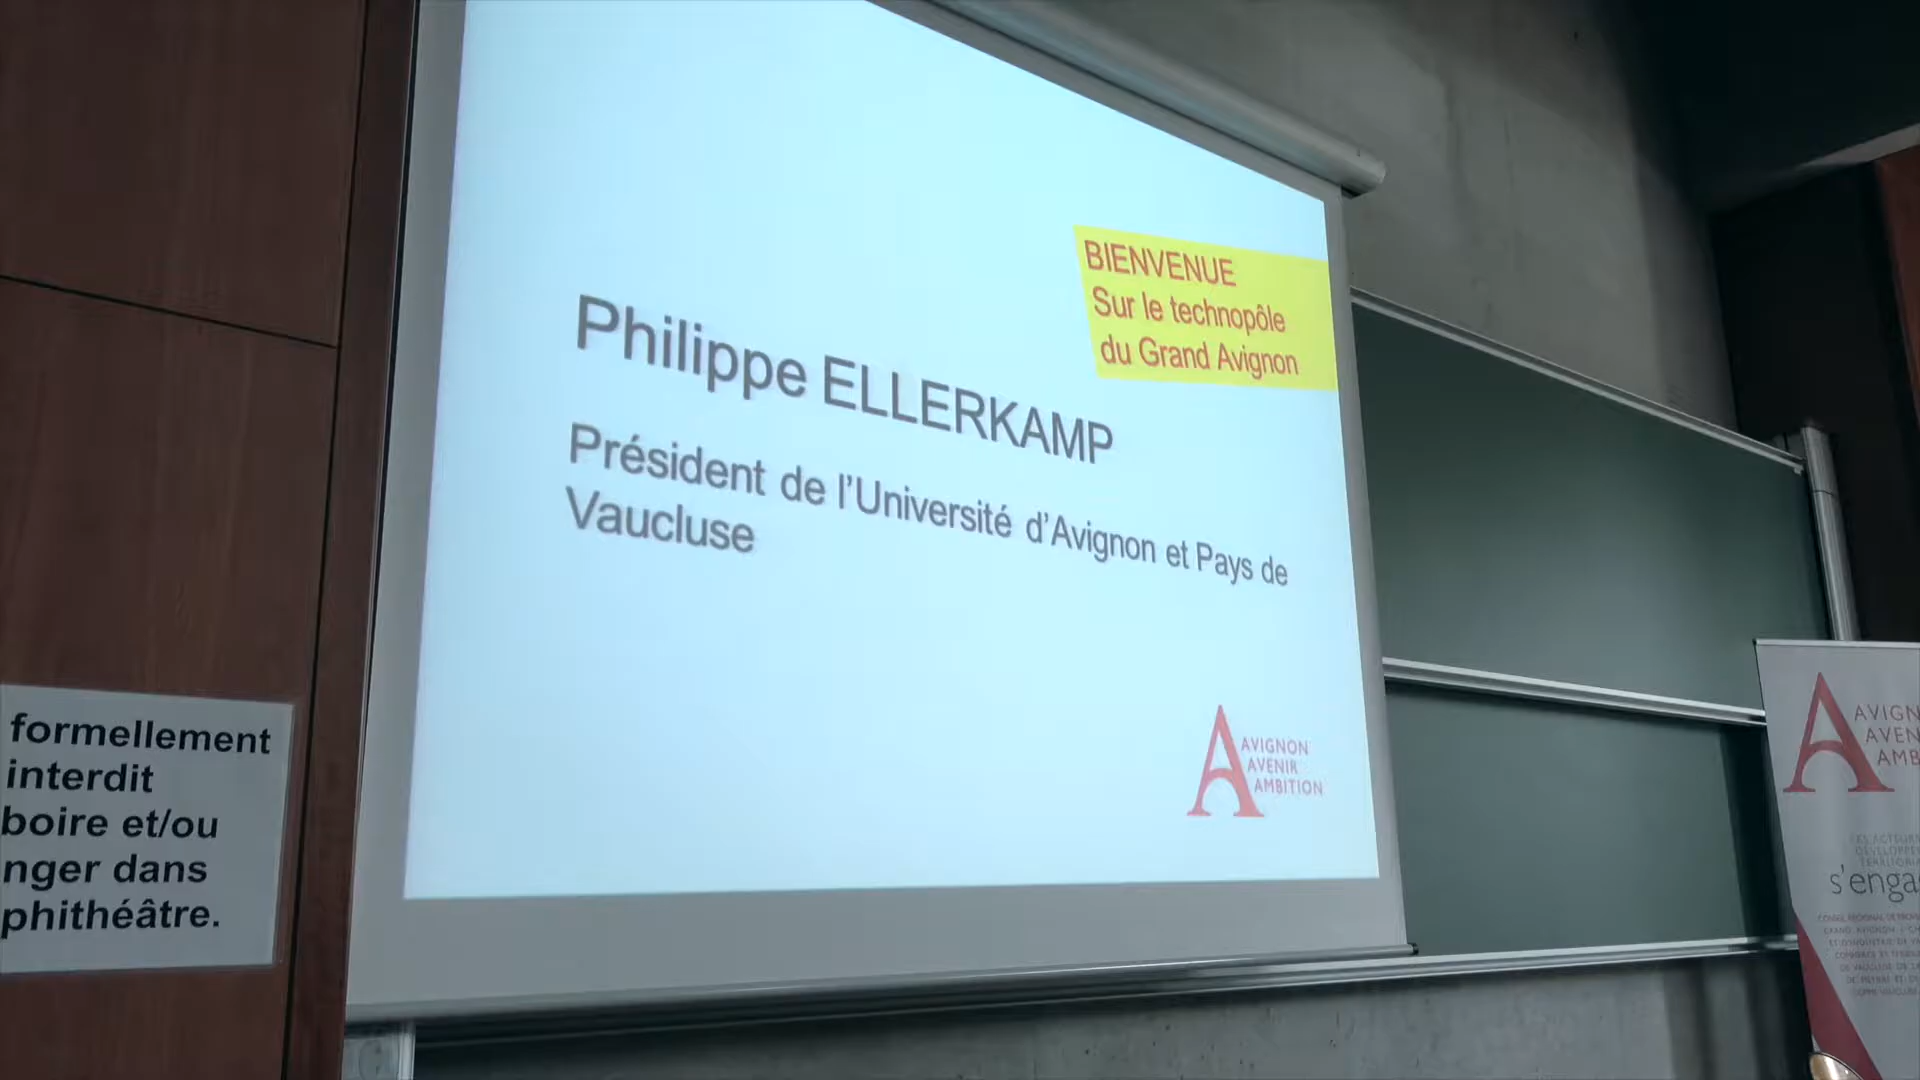 BIENVENUE
Sur le technopôle
du Grand Avignon
Philippe ELLERKAMP
Président de l'Université d'Avignon et Pays de
Vaucluse
AVIGNON
AVENIR
AMBITION
formellement
interdit
boire et/ou
nger dans
phithéâtre.
AVIGN
AVEN
AMB
s'enga